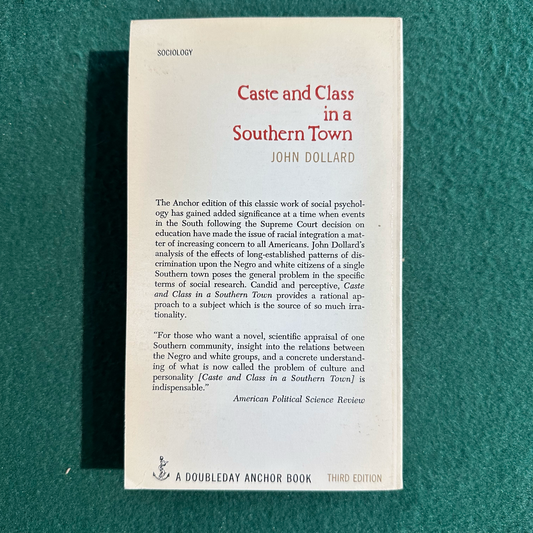 SOCIOLOGY
Caste and Class
in a
Southern Town
JOHN DOLLARD
The Anchor edition of this classic work of social psychol-
ogy has gained added significance at a time when events
in the South following the Supreme Court decision on
education have made the issue of racial integration a mat-
ter of increasing concern to all Americans. John Dollard's
analysis of the effects of long-established patterns of dis-
crimination upon the Negro and white citizens of a single
Southern town poses the general problem in the specific
terms of social research. Candid and perceptive, Caste
and Class in a Southern Town provides a rational ap-
proach to a subject which is the source of so much irra-
tionality.
"For those who want a novel, scientific appraisal of one
Southern community, insight into the relations between
the Negro and white groups, and a concrete understand-
ing of what is now called the problem of culture and
personality [Caste and Class in a Southern Town] is
indispensable."
American Political Science Review
A DOUBLEDAY ANCHOR BOOK THIRD EDITION